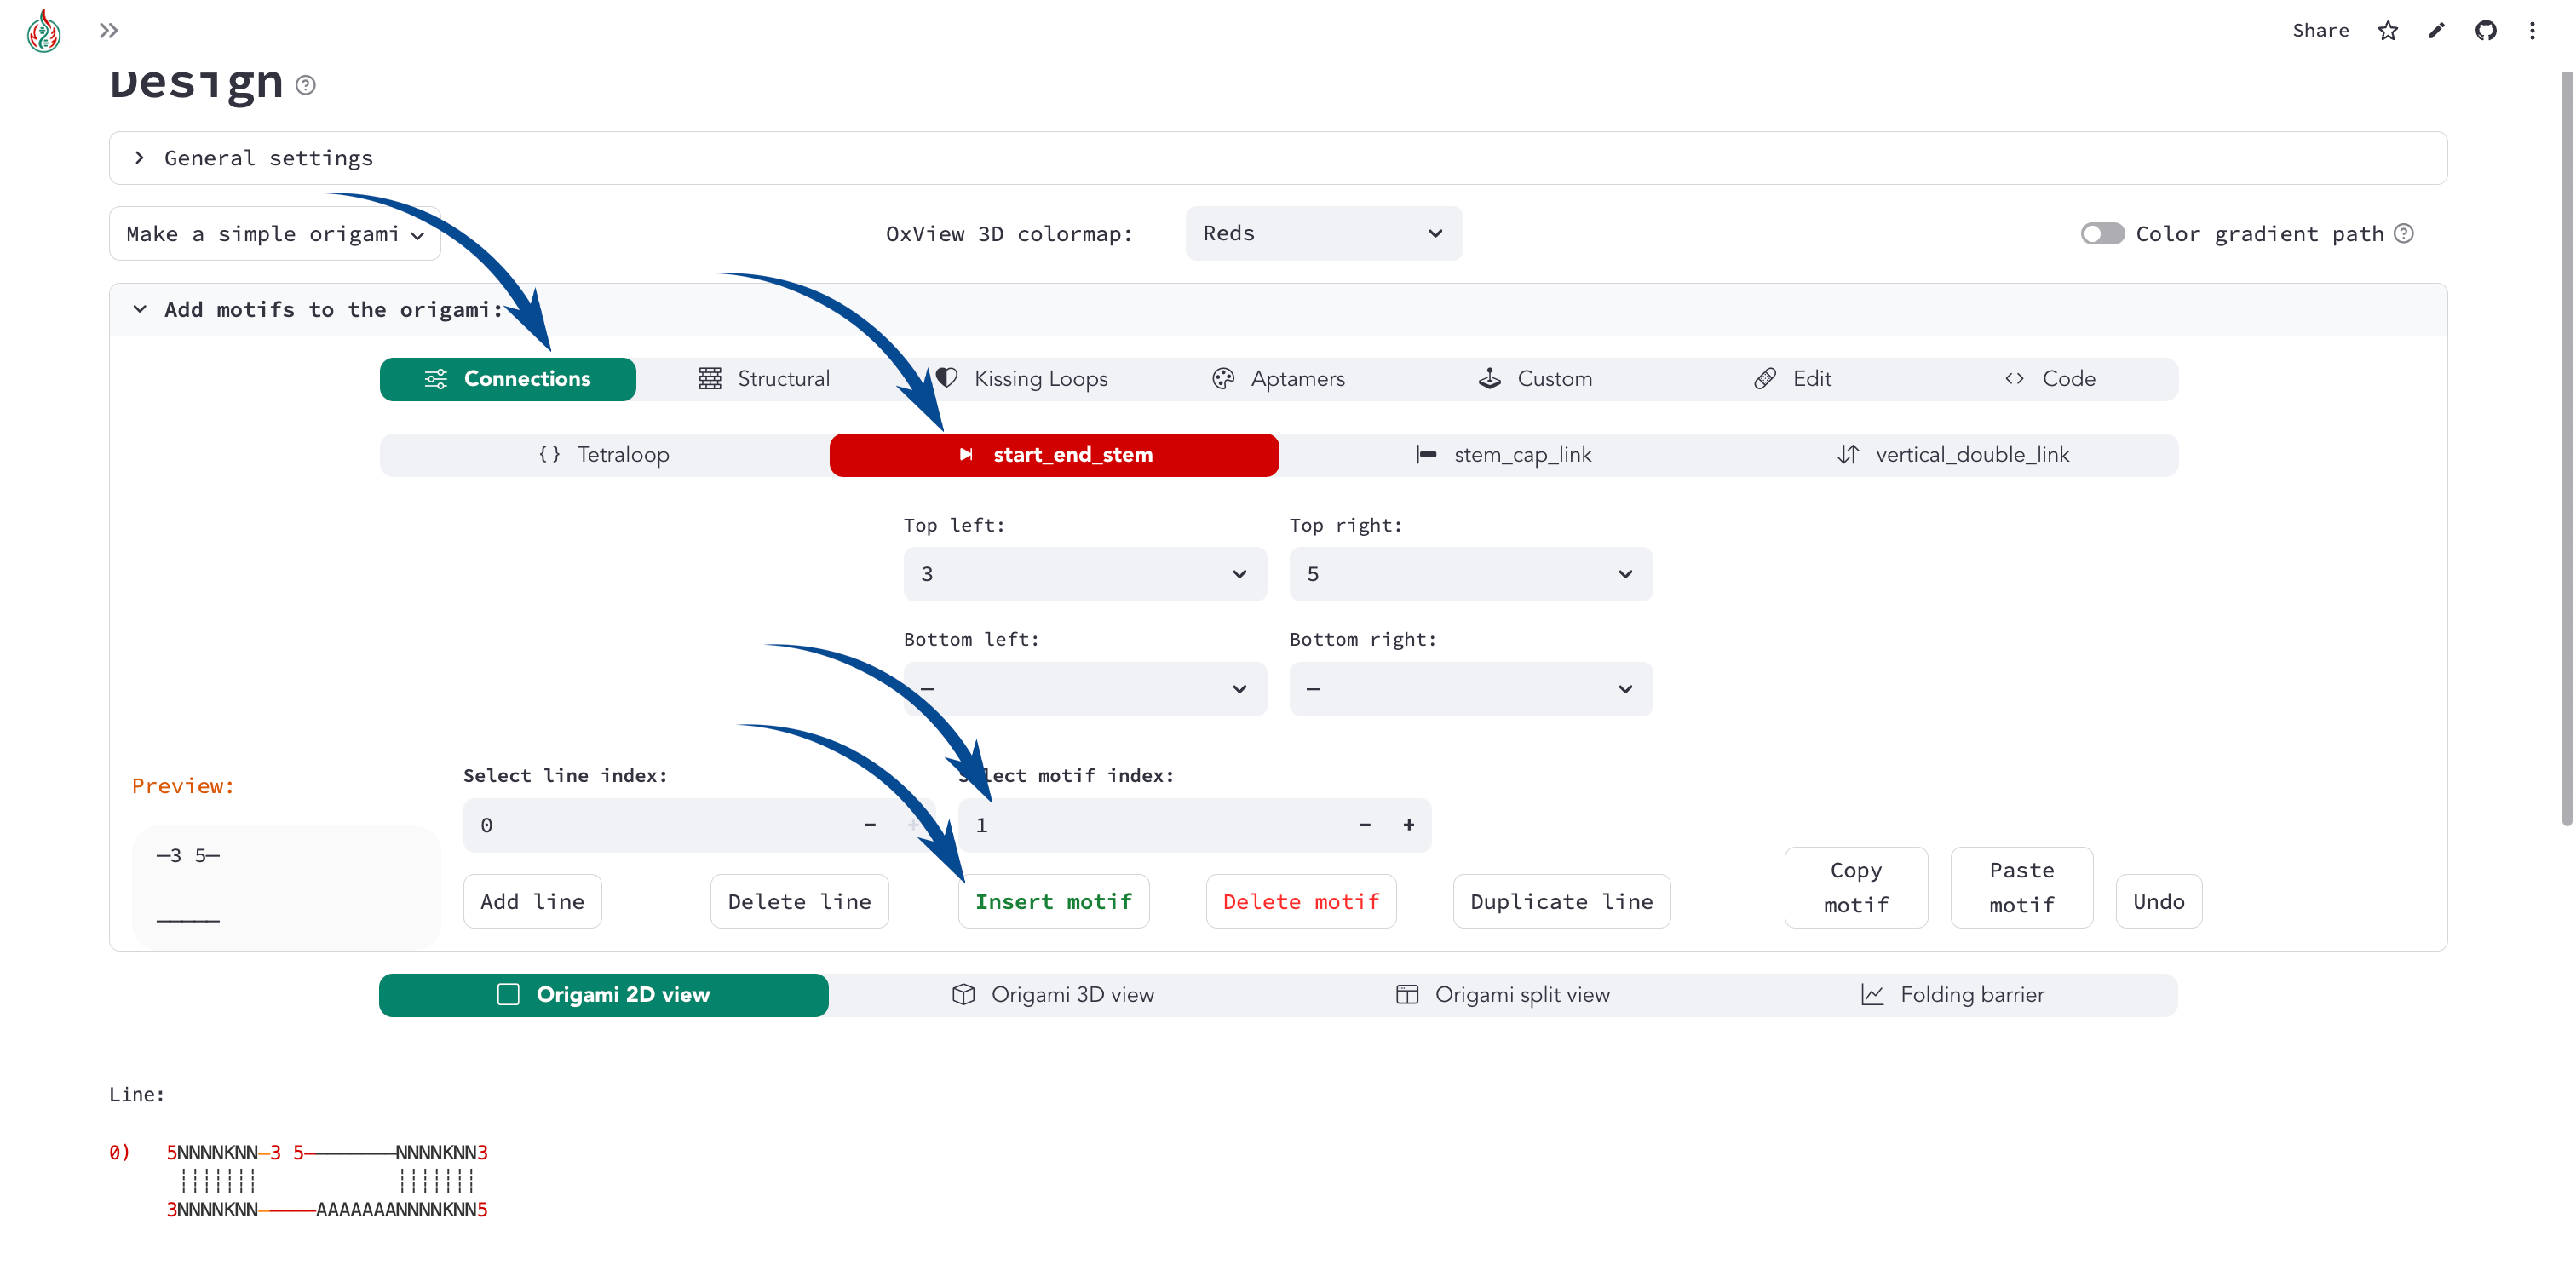 Share
Design
General settings
Make a simple origami
OxView 3D colormap: Reds
Color gradient path
Add motifs to the origami:
Connections Structural Kissing Loops Aptamers Custom Edit Code
{} Tetraloop start_end_stem stem_cap_link vertical_double_link
Top left: Top right:
3 5
Bottom left: Bottom right:
─ ─
Preview:
Select line index: Select motif index:
0 − + 1 − +
─3 5─
─────
Add line Delete line Insert motif Delete motif Duplicate line Copy motif Paste motif Undo
Origami 2D view Origami 3D view Origami split view Folding barrier
Line:
0) 5NNNNKNN─3 5────────NNNNKNN3
┊┊┊┊┊┊┊ ┊┊┊┊┊┊┊
3NNNNKNN─────AAAAAAANNNNKNN5